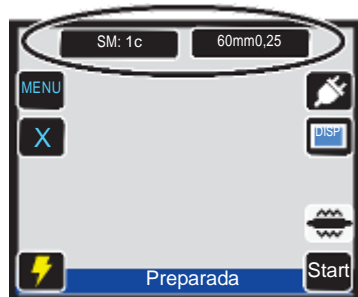 SM: 1c 60mm0,25
MENU
X
DISP
Preparada
Start